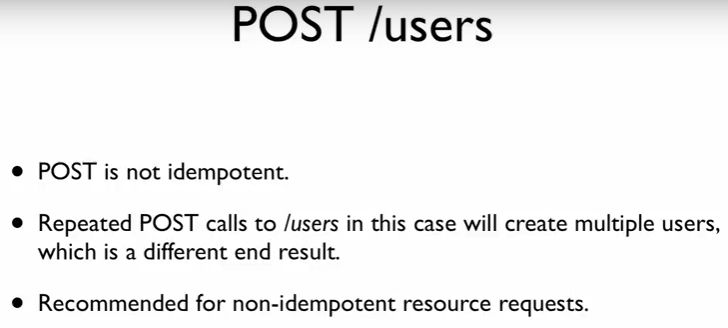 POST /users
• POST is not idempotent.
• Repeated POST calls to /users in this case will create multiple users,
which is a different end result.
• Recommended for non-idempotent resource requests.